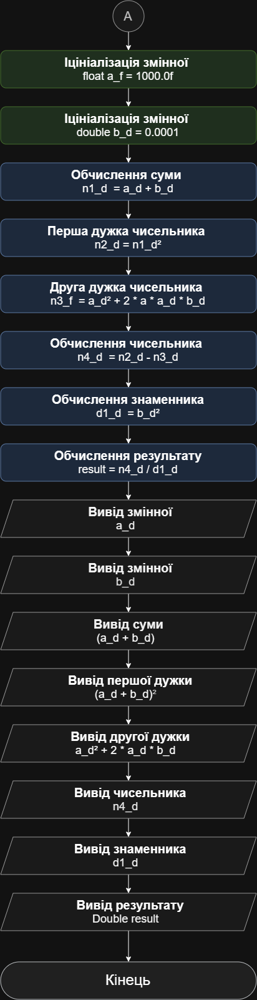 A
Іцініалізація змінної
float a_f = 1000.0f
Іцініалізація змінної
double b_d = 0.0001
Обчислення суми
n1_d  = a_d + b_d
Перша дужка чисельника
n2_d = n1_d²
Друга дужка чисельника
n3_f  = a_d² + 2 * a * a_d * b_d
Обчислення чисельника
n4_d  = n2_d - n3_d
Обчислення знаменника
d1_d  = b_d²
Обчислення результату
result = n4_d / d1_d
Вивід змінної
a_d
Вивід змінної
b_d
Вивід суми
(a_d + b_d)
Вивід першої дужки
(a_d + b_d)²
Вивід другої дужки
a_d² + 2 * a_d * b_d
Вивід чисельника
n4_d
Вивід знаменника
d1_d
Вивід результату
Double result
Кінець